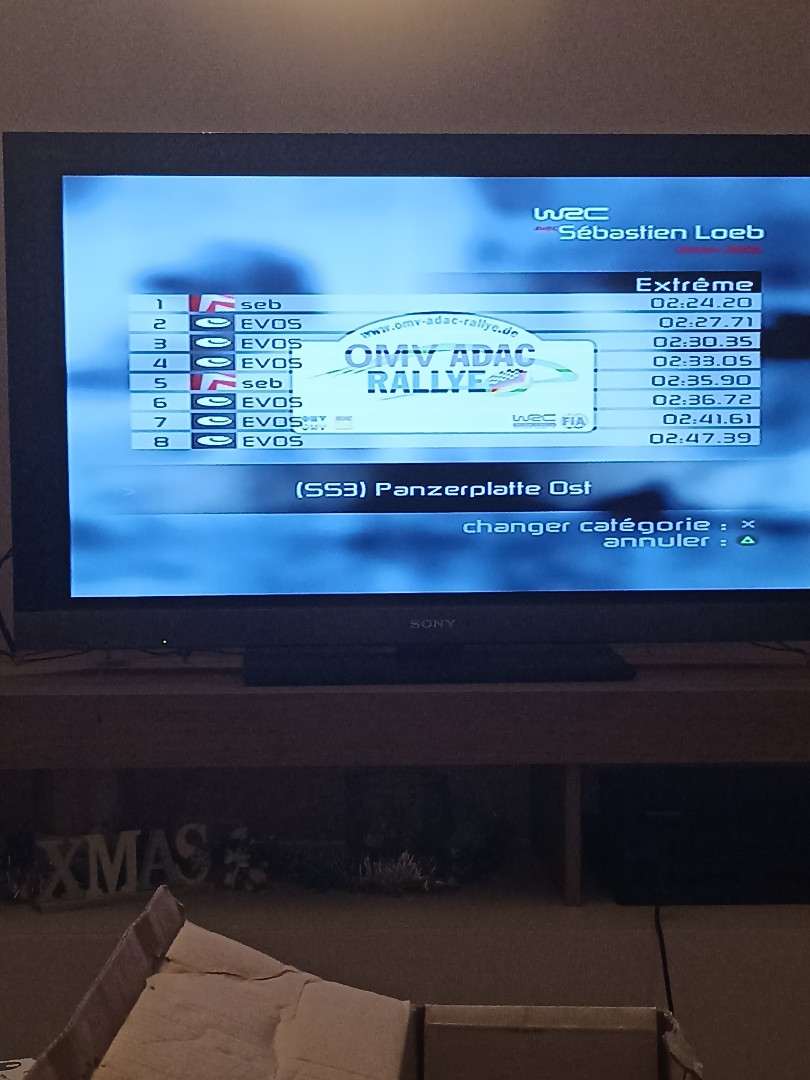 WRC
avec Sébastien Loeb
Extrême
1 seb 02:24.20
2 EVOS 02:27.71
3 EVOS 02:30.35
4 EVOS 02:33.05
5 seb 02:35.90
6 EVOS 02:36.72
7 EVOS 02:41.61
8 EVOS 02:47.39
www.omv-adac-rallye.de
OMV ADAC
RALLYE
WRC FIA
(SS3) Panzerplatte Ost
changer catégorie : X
annuler :
SONY
XMAS